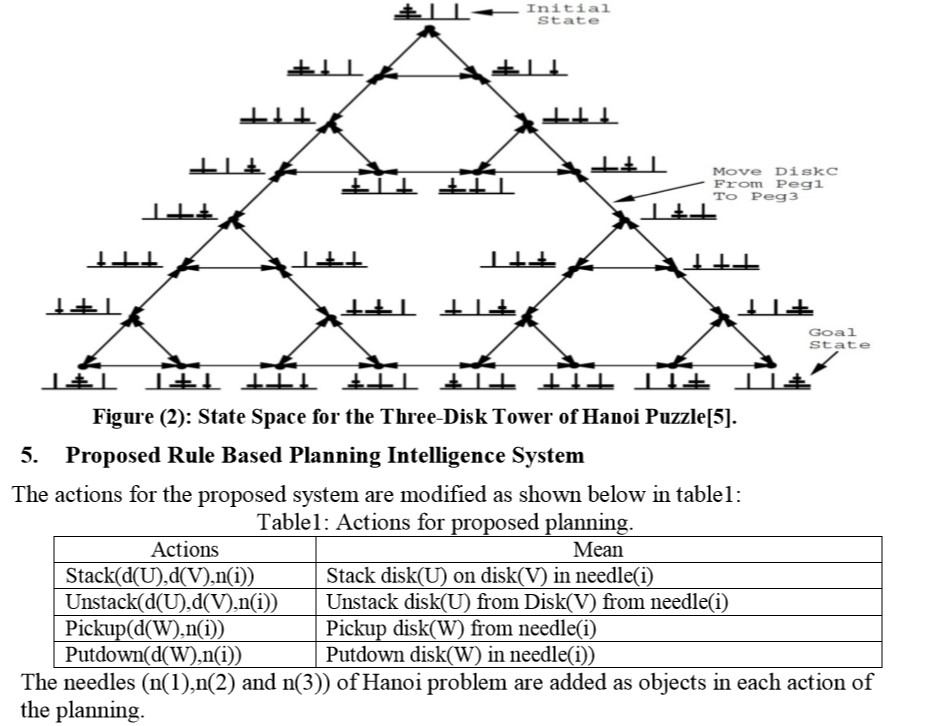 Initial
State
Move DiskC
From Peg1
To Peg3
Goal
State
Figure (2): State Space for the Three-Disk Tower of Hanoi Puzzle[5].
5. Proposed Rule Based Planning Intelligence System
The actions for the proposed system are modified as shown below in table1:
Table1: Actions for proposed planning.
Actions Mean
Stack(d(U),d(V),n(i)) Stack disk(U) on disk(V) in needle(i)
Unstack(d(U),d(V),n(i)) Unstack disk(U) from Disk(V) from needle(i)
Pickup(d(W),n(i)) Pickup disk(W) from needle(i)
Putdown(d(W),n(i)) Putdown disk(W) in needle(i))
The needles (n(1),n(2) and n(3)) of Hanoi problem are added as objects in each action of
the planning.